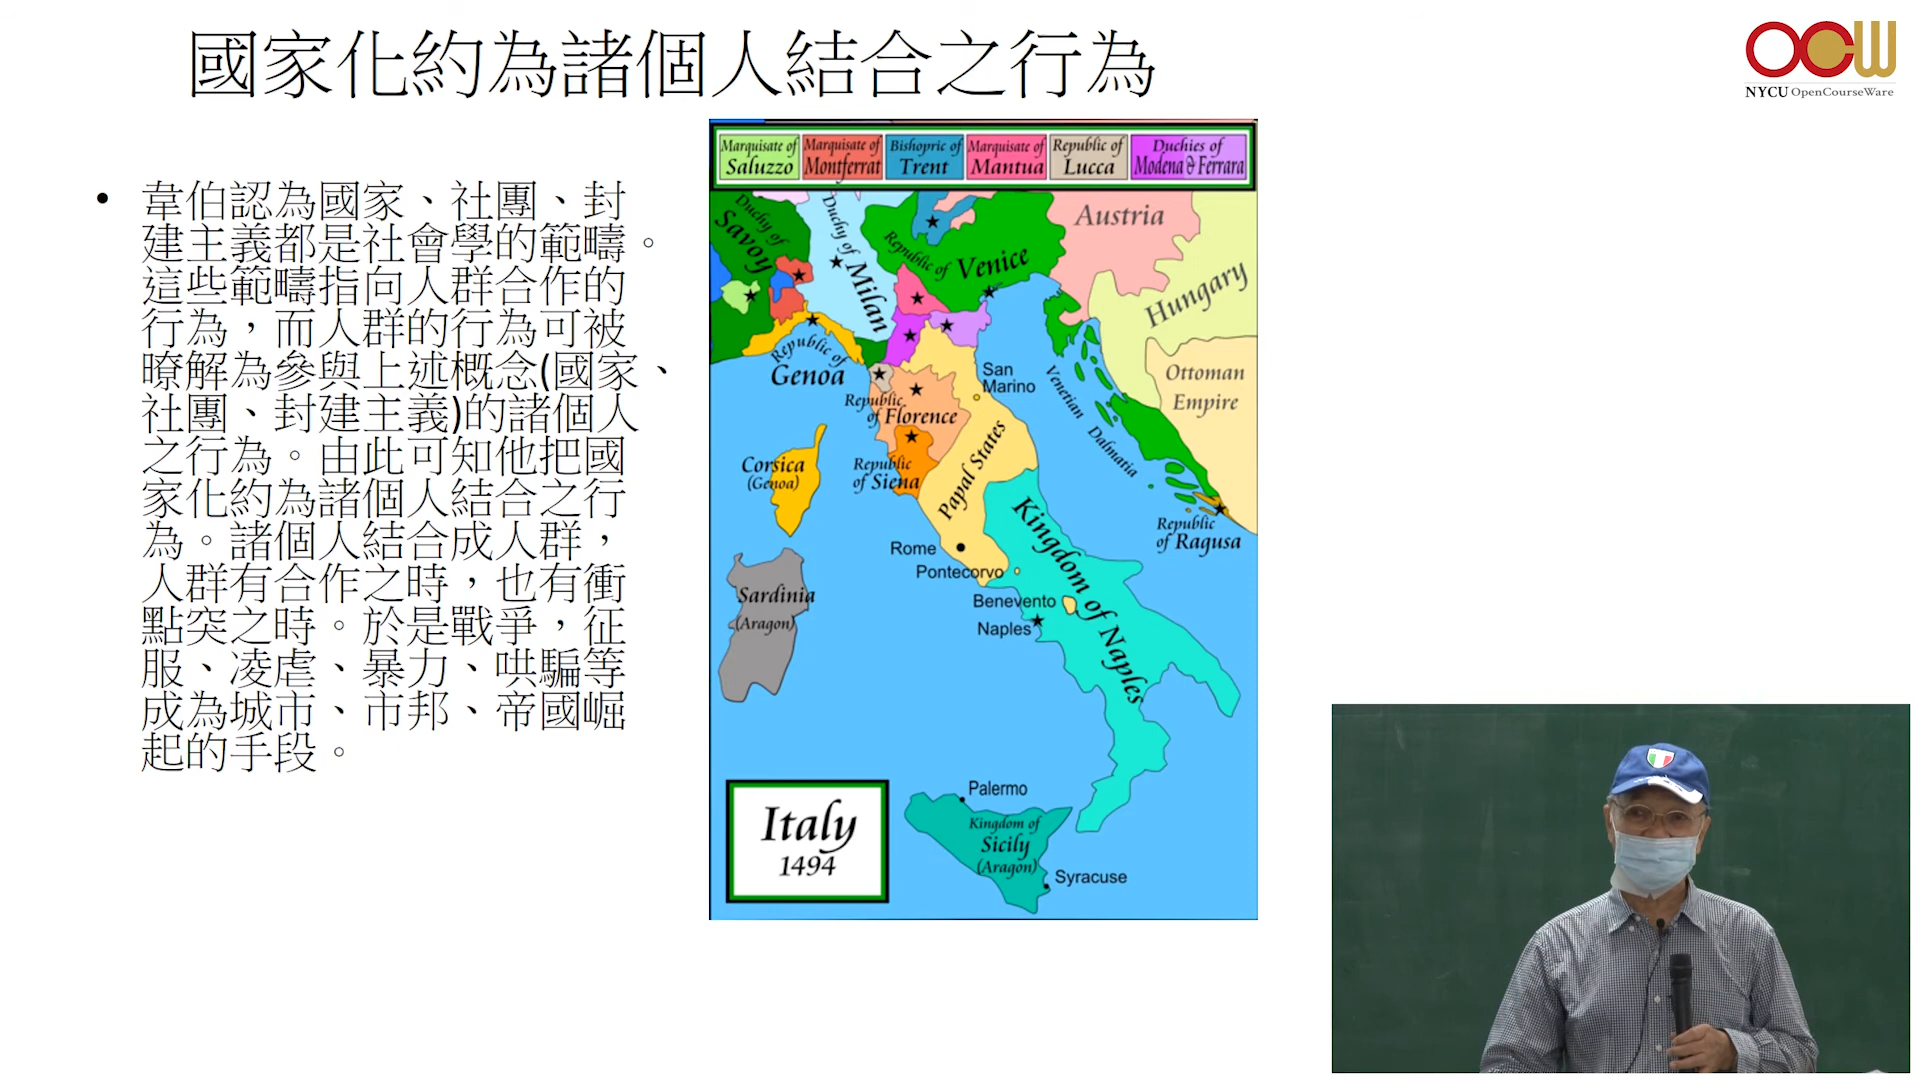 國家化約為諸個人結合之行為
OCW
NYCU OpenCourseWare
• 韋伯認為國家、社團、封
建主義都是社會學的範疇。
這些範疇指向人群合作的
行為，而人群的行為可被
暸解為參與上述概念(國家、
社團、封建主義)的諸個人
之行為。由此可知他把國
家化約為諸個人結合之行
為。諸個人結合成人群，
人群有合作之時，也有衝
點突之時。於是戰爭，征
服、凌虐、暴力、哄騙等
成為城市、市邦、帝國崛
起的手段。
Marquisate of
Saluzzo
Marquisate of
Montferrat
Bishopric of
Trent
Marquisate of
Mantua
Republic of
Lucca
Duchies of
Modena & Ferrara
Duchy of
Savoy
Duchy of
Milan
Republic of
Venice
Austria
Hungary
Republic of
Genoa
San
Marino
Ottoman
Empire
Republic
of Florence
Venetian
Dalmatia
Corsica
(Genoa)
Republic
of Siena
Papal States
Kingdom of Naples
Republic
of Ragusa
Rome
Pontecorvo
Sardinia
(Aragon)
Benevento
Naples
Palermo
Kingdom of
Sicily
(Aragon)
Syracuse
Italy
1494